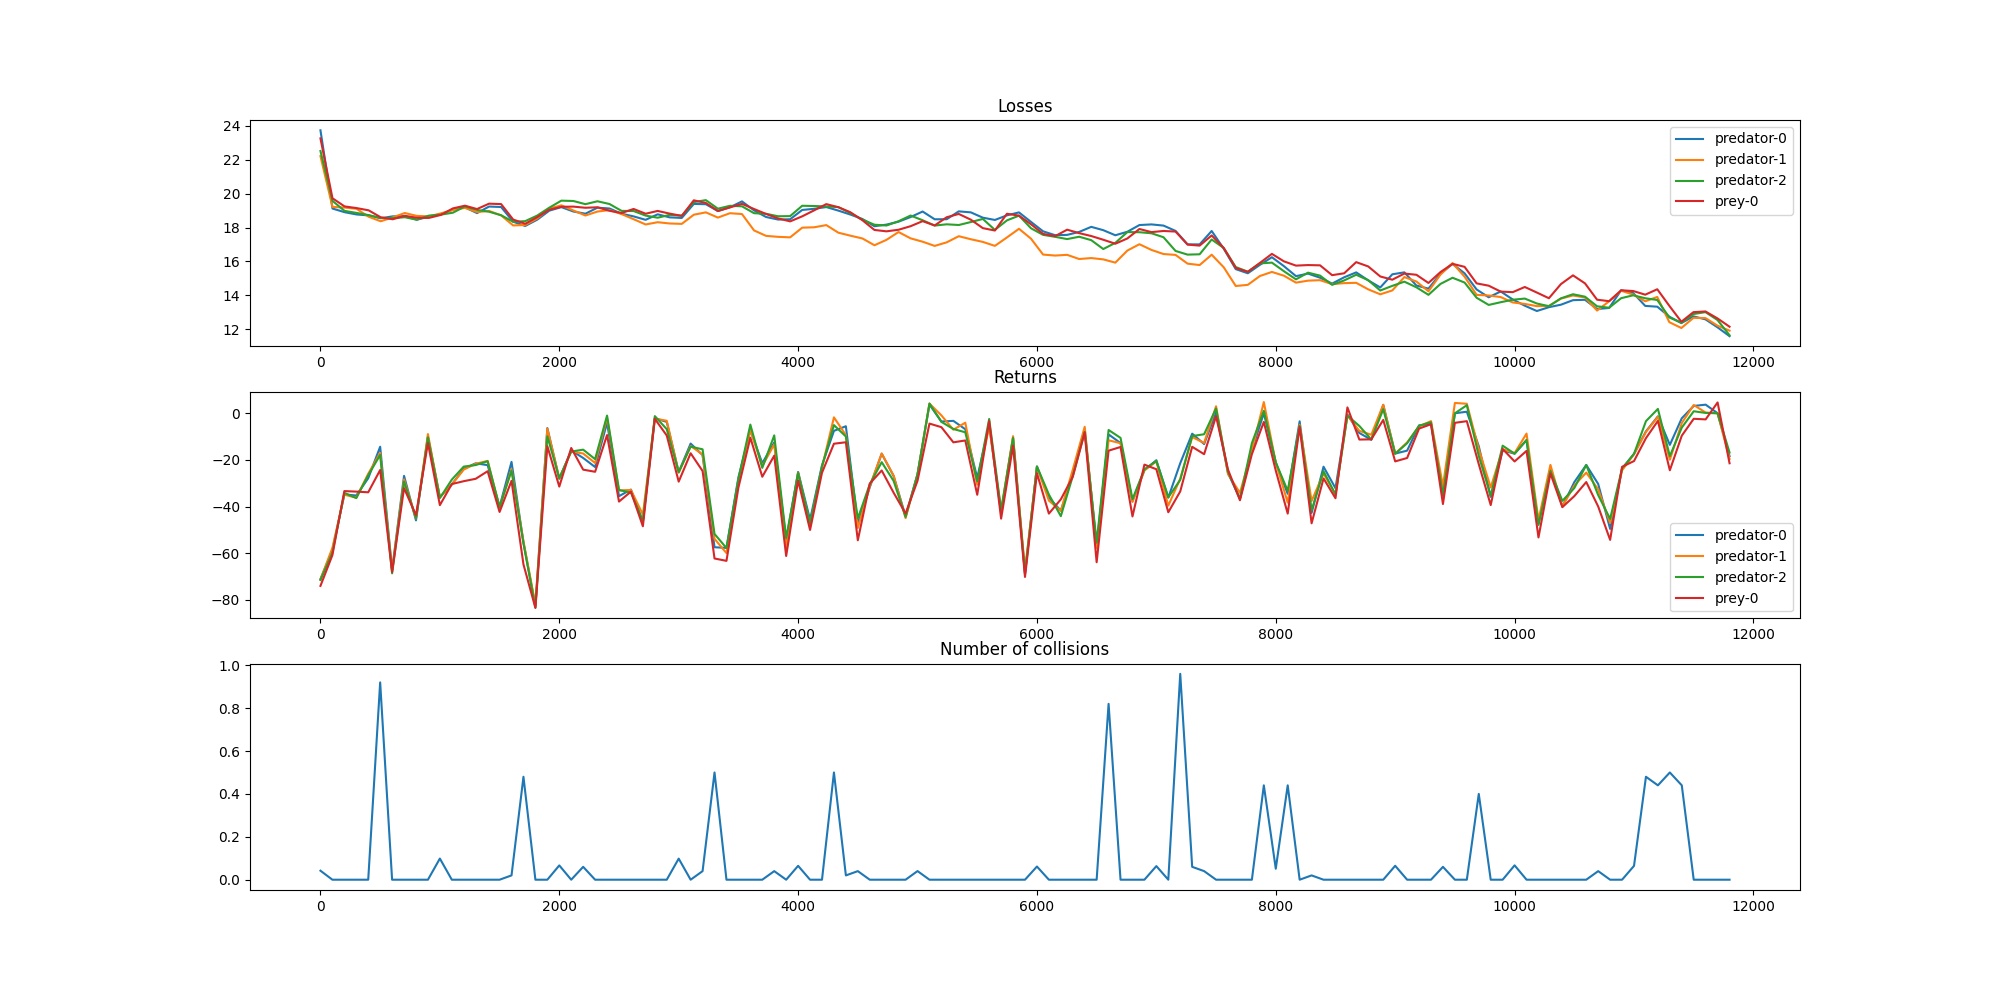 Losses
24
22
20
18
16
14
12
predator-0
predator-1
predator-2
prey-0
0 2000 4000 6000 8000 10000 12000
Returns
0
−20
−40
−60
−80
predator-0
predator-1
predator-2
prey-0
0 2000 4000 6000 8000 10000 12000
Number of collisions
1.0
0.8
0.6
0.4
0.2
0.0
0 2000 4000 6000 8000 10000 12000